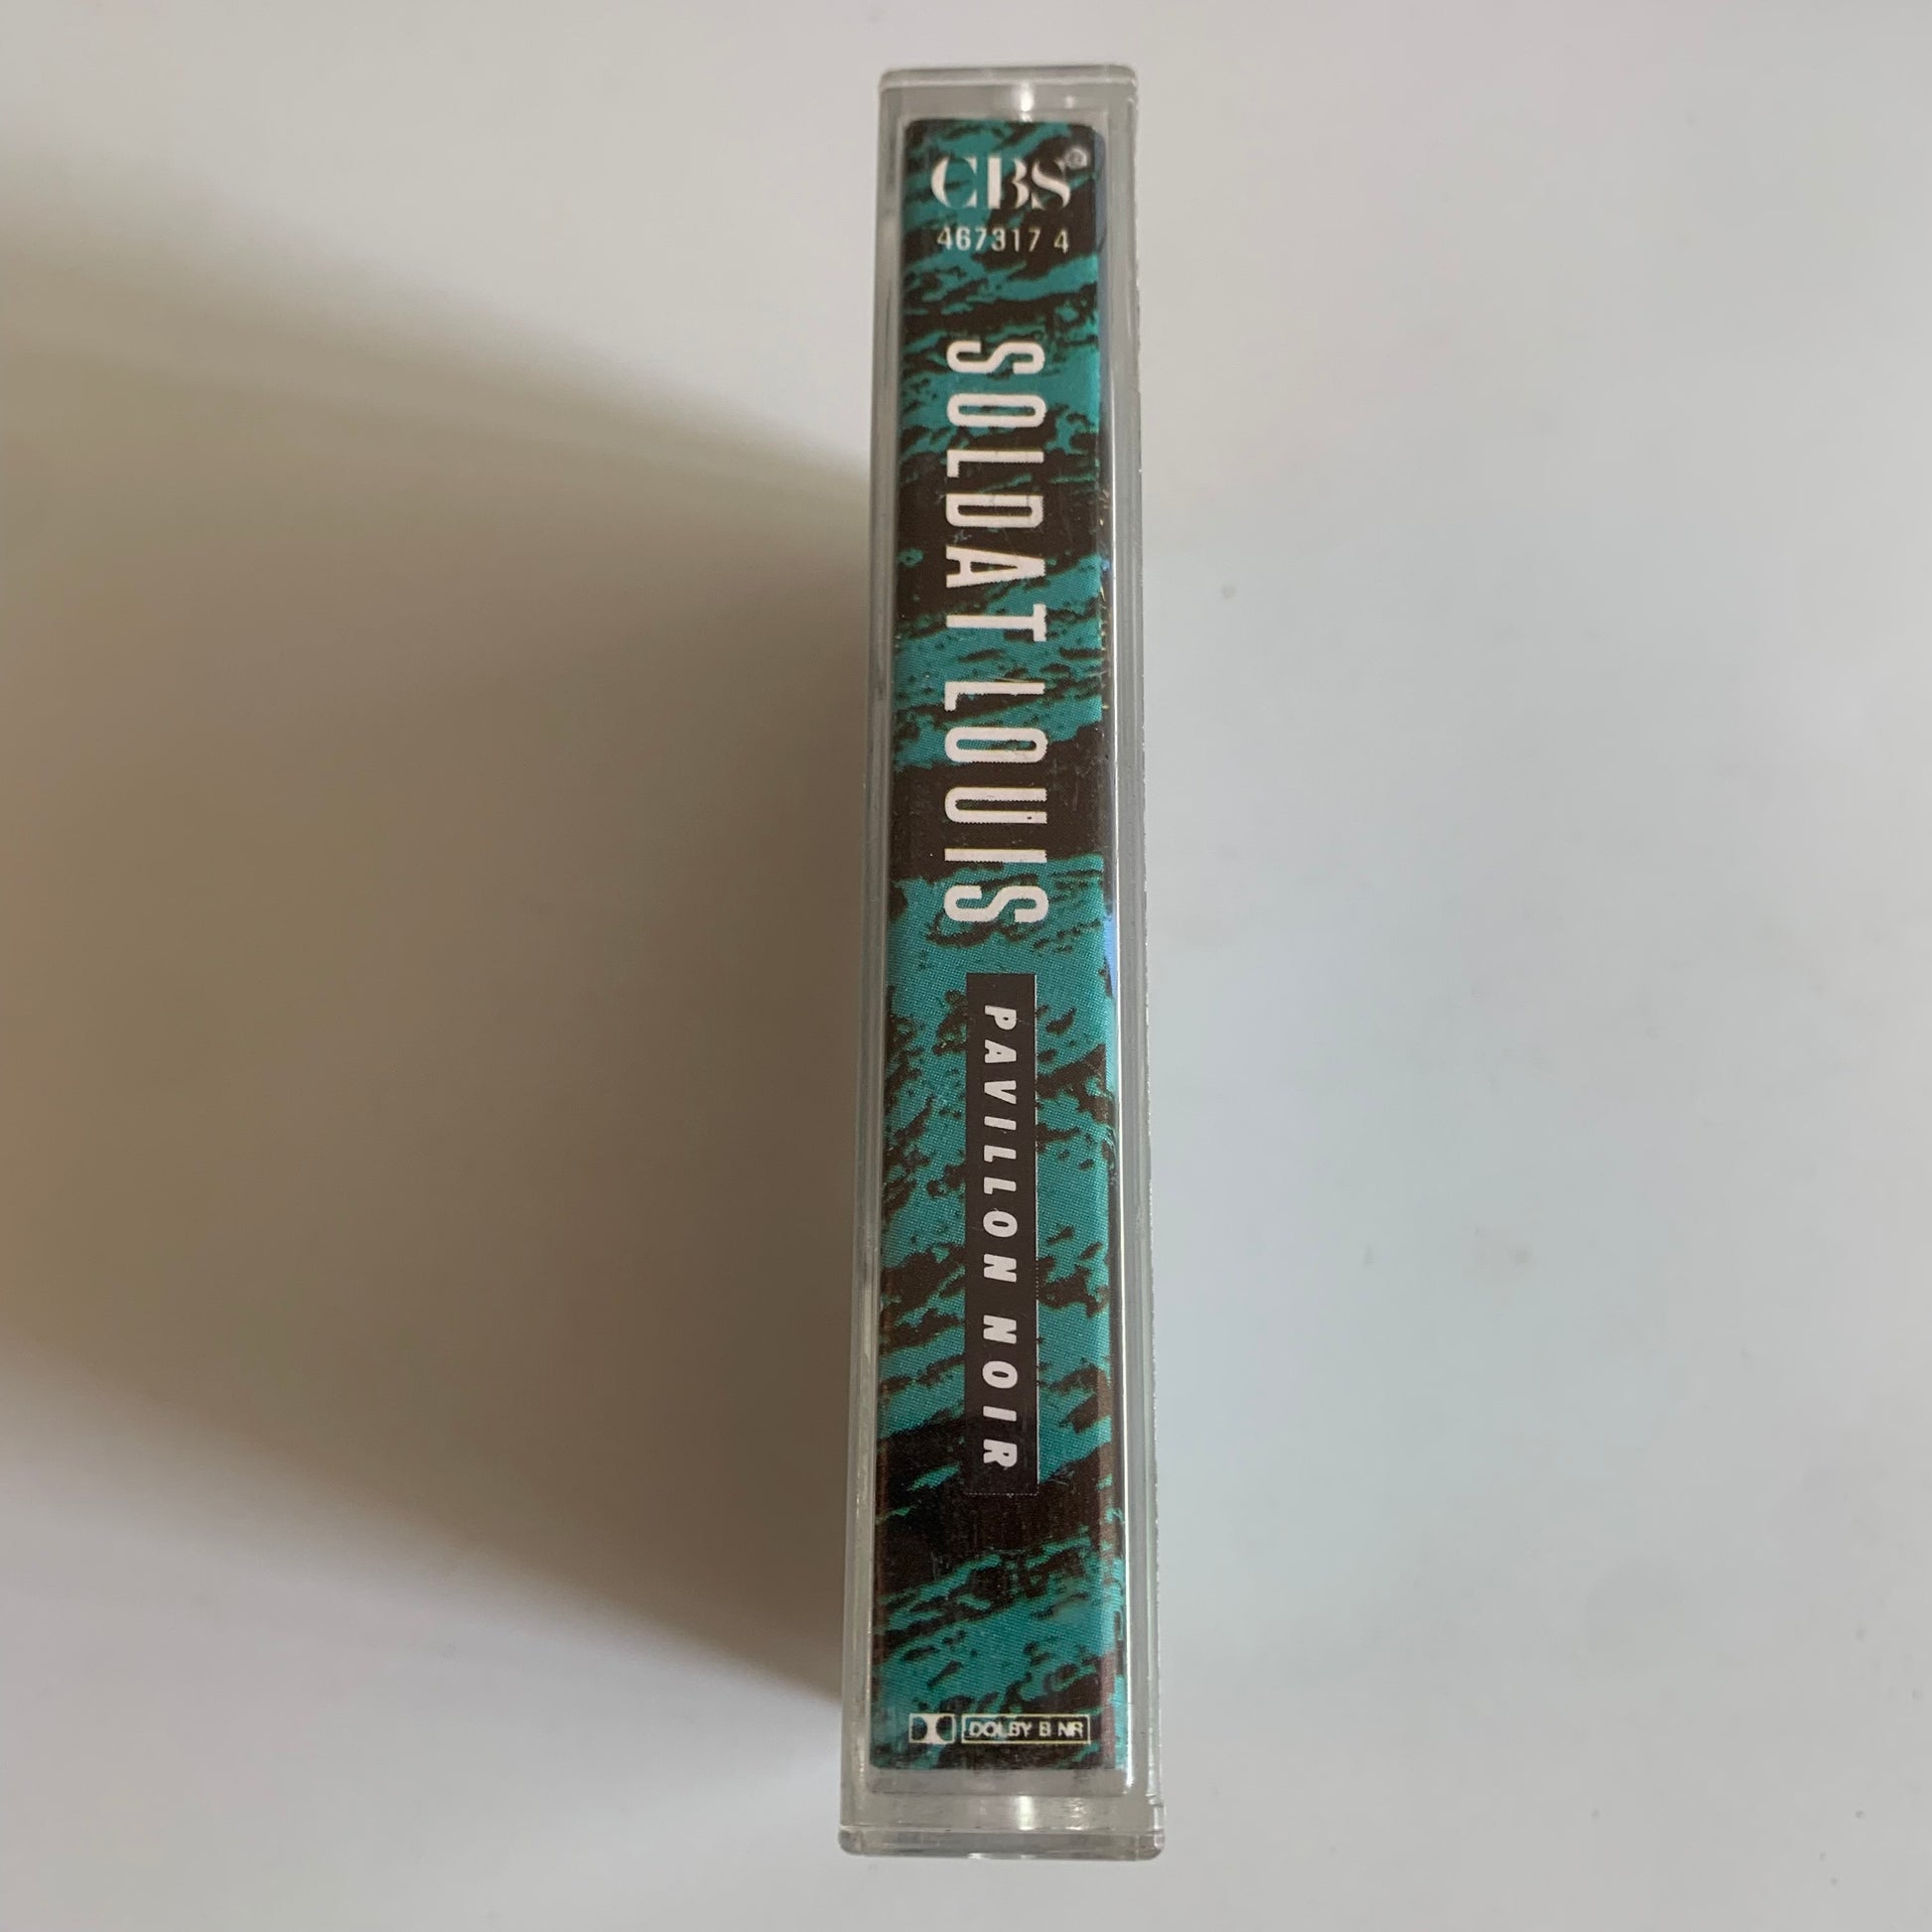 CBS®
467317 4
SOLDAT LOUIS
PAVILLON NOIR
DOLBY B NR